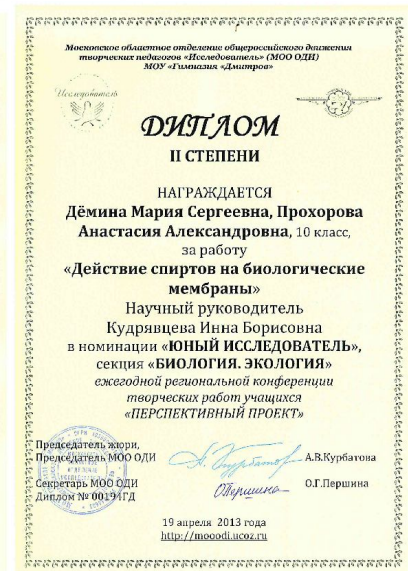 Московское областное отделение общероссийского движения
творческих педагогов «Исследователь» (МОО ОДИ)
МОУ «Гимназия «Дмитров»
Исследователь
ДИПЛОМ
II СТЕПЕНИ
НАГРАЖДАЕТСЯ
Дёмина Мария Сергеевна, Прохорова
Анастасия Александровна, 10 класс,
за работу
«Действие спиртов на биологические
мембраны»
Научный руководитель
Кудрявцева Инна Борисовна
в номинации «ЮНЫЙ ИССЛЕДОВАТЕЛЬ»,
секция «БИОЛОГИЯ. ЭКОЛОГИЯ»
ежегодной региональной конференции
творческих работ учащихся
«ПЕРСПЕКТИВНЫЙ ПРОЕКТ»
Председатель жюри,
Председатель МОО ОДИ А.В.Курбатова
Секретарь МОО ОДИ О.Г.Першина
Диплом № 00194ГД
19 апреля 2013 года
http://mooodi.ucoz.ru